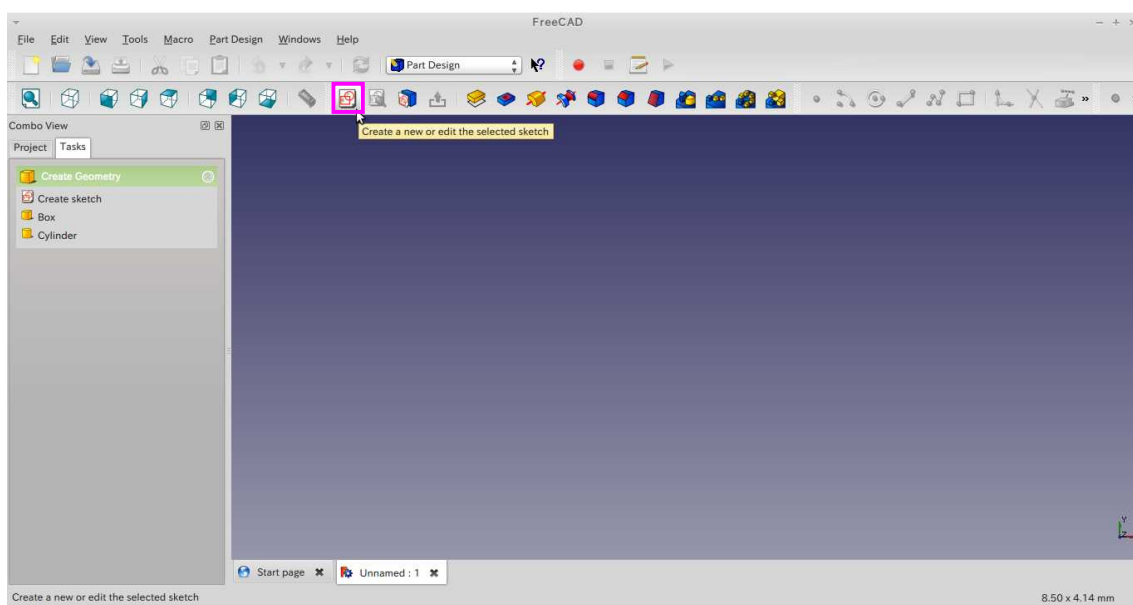 FreeCAD
File Edit View Tools Macro Part Design Windows Help
Part Design
Create a new or edit the selected sketch
Combo View
Project Tasks
Create Geometry
Create sketch
Box
Cylinder
Y
Z
Start page Unnamed : 1
Create a new or edit the selected sketch 8.50 x 4.14 mm